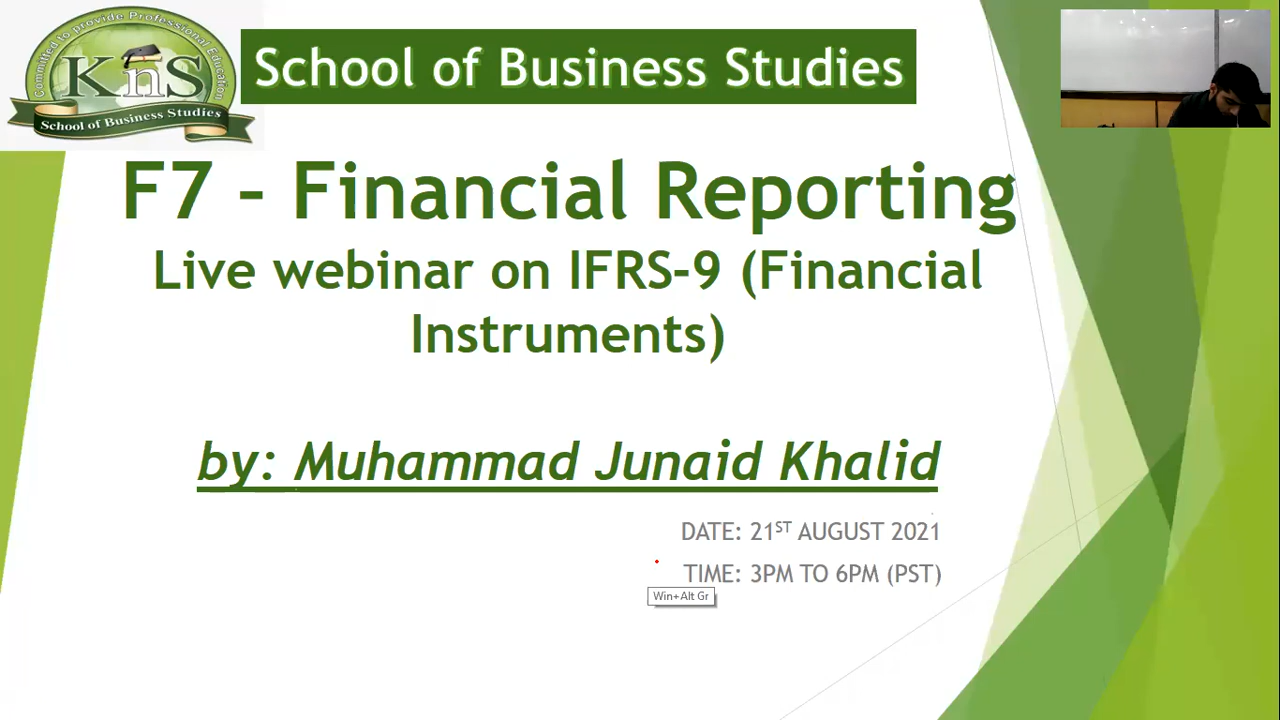 Committed to provide Professional Education
KnS
School of Business Studies
School of Business Studies
F7 – Financial Reporting
Live webinar on IFRS-9 (Financial
Instruments)
by: Muhammad Junaid Khalid
DATE: 21ST AUGUST 2021
TIME: 3PM TO 6PM (PST)
Win+Alt Gr